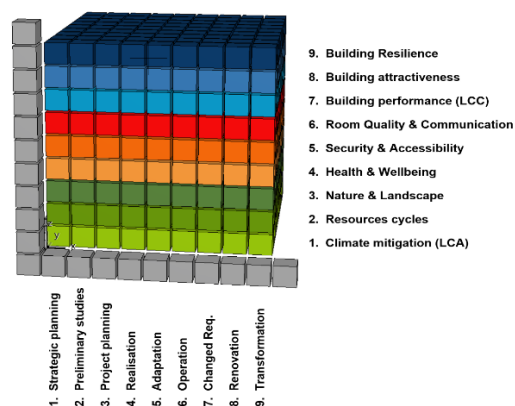 9. Building Resilience
8. Building attractiveness
7. Building performance (LCC)
6. Room Quality & Communication
5. Security & Accessibility
4. Health & Wellbeing
3. Nature & Landscape
2. Resources cycles
1. Climate mitigation (LCA)
y
x
1. Strategic planning
2. Preliminary studies
3. Project planning
4. Realisation
5. Adaptation
6. Operation
7. Changed Req.
8. Renovation
9. Transformation